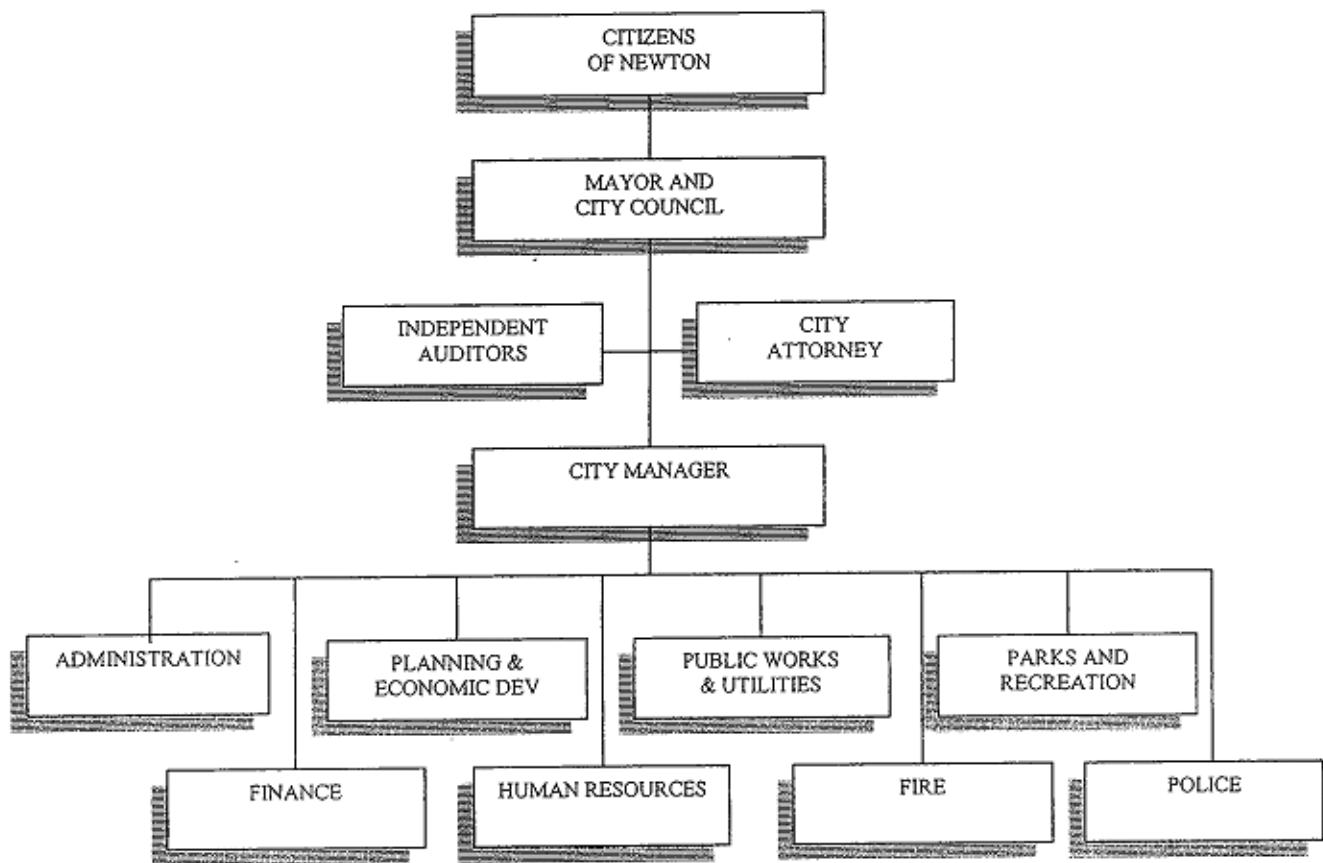 CITIZENS
OF NEWTON
MAYOR AND
CITY COUNCIL
INDEPENDENT
AUDITORS
CITY
ATTORNEY
CITY MANAGER
ADMINISTRATION
PLANNING &
ECONOMIC DEV
PUBLIC WORKS
& UTILITIES
PARKS AND
RECREATION
FINANCE
HUMAN RESOURCES
FIRE
POLICE